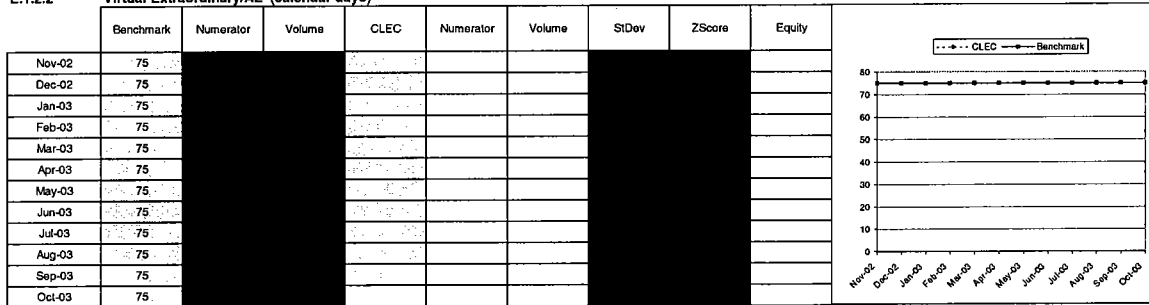 E.1.2.2 Virtual Extraordinary/AL (calendar days)
Benchmark Numerator Volume CLEC Numerator Volume StDev ZScore Equity
Nov-02 75
Dec-02 75
Jan-03 75
Feb-03 75
Mar-03 75
Apr-03 75
May-03 75
Jun-03 75
Jul-03 75
Aug-03 75
Sep-03 75
Oct-03 75
CLEC Benchmark
80
70
60
50
40
30
20
10
0
Nov-02 Dec-02 Jan-03 Feb-03 Mar-03 Apr-03 May-03 Jun-03 Jul-03 Aug-03 Sep-03 Oct-03